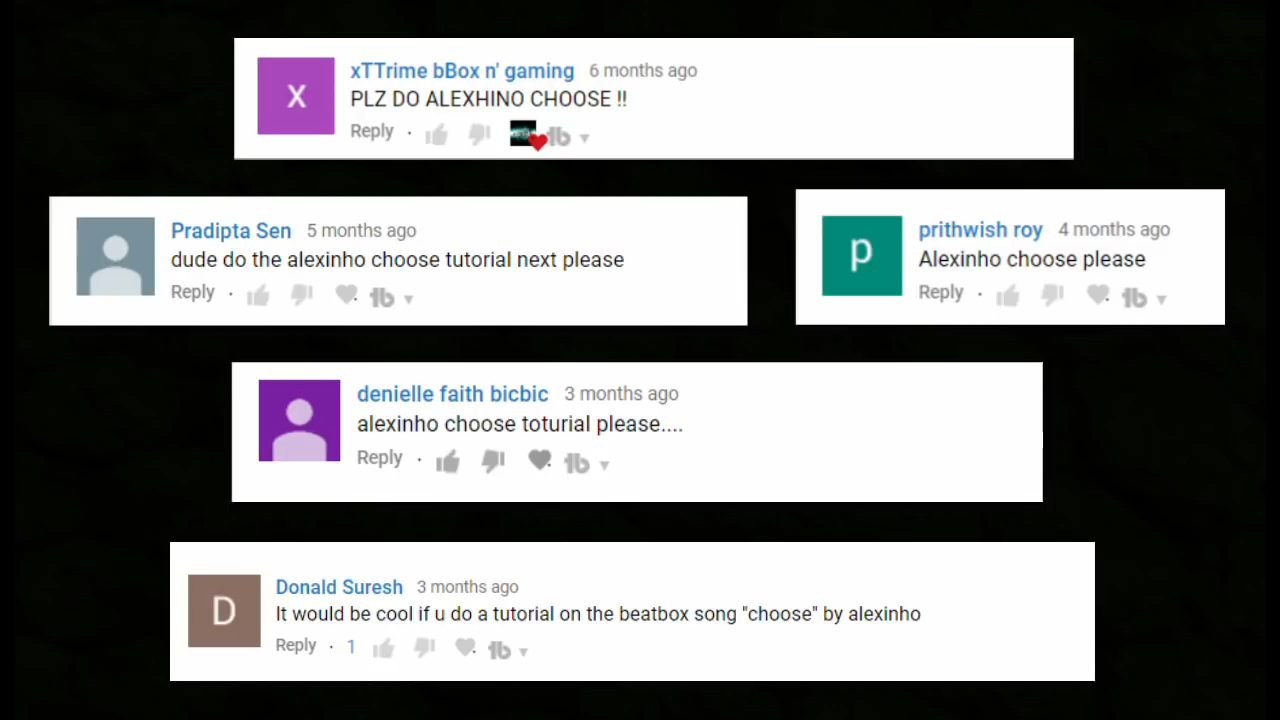 X
xTTrime bBox n' gaming 6 months ago
PLZ DO ALEXHINO CHOOSE !!
Reply ·
Pradipta Sen 5 months ago
dude do the alexinho choose tutorial next please
Reply ·
p
prithwish roy 4 months ago
Alexinho choose please
Reply ·
denielle faith bicbic 3 months ago
alexinho choose toturial please....
Reply ·
D
Donald Suresh 3 months ago
It would be cool if u do a tutorial on the beatbox song "choose" by alexinho
Reply · 1